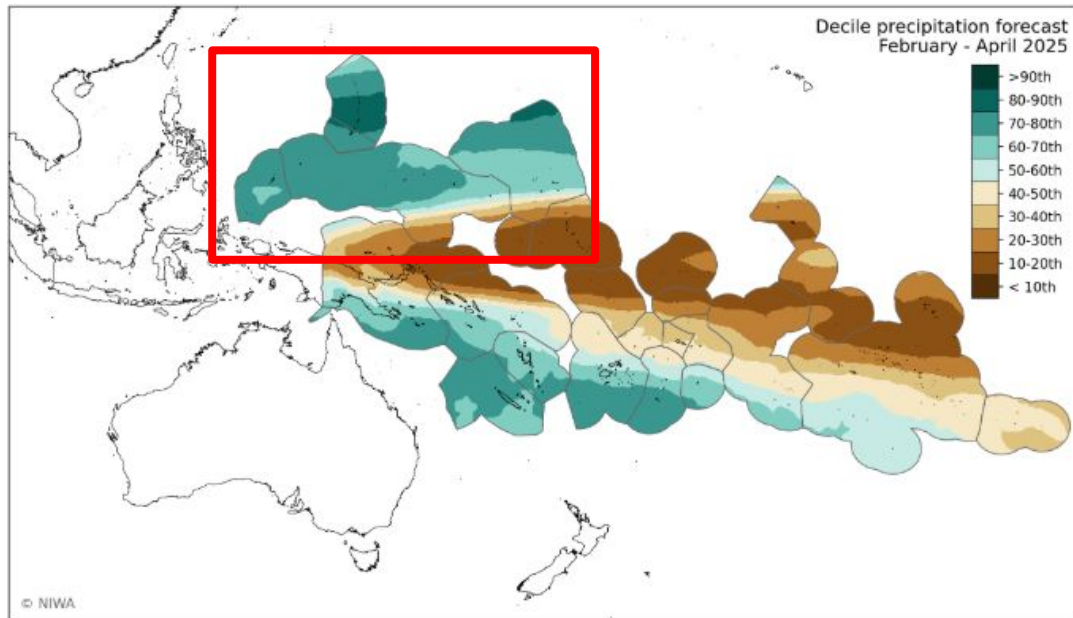 Decile precipitation forecast
February - April 2025
>90th
80-90th
70-80th
60-70th
50-60th
40-50th
30-40th
20-30th
10-20th
< 10th
© NIWA